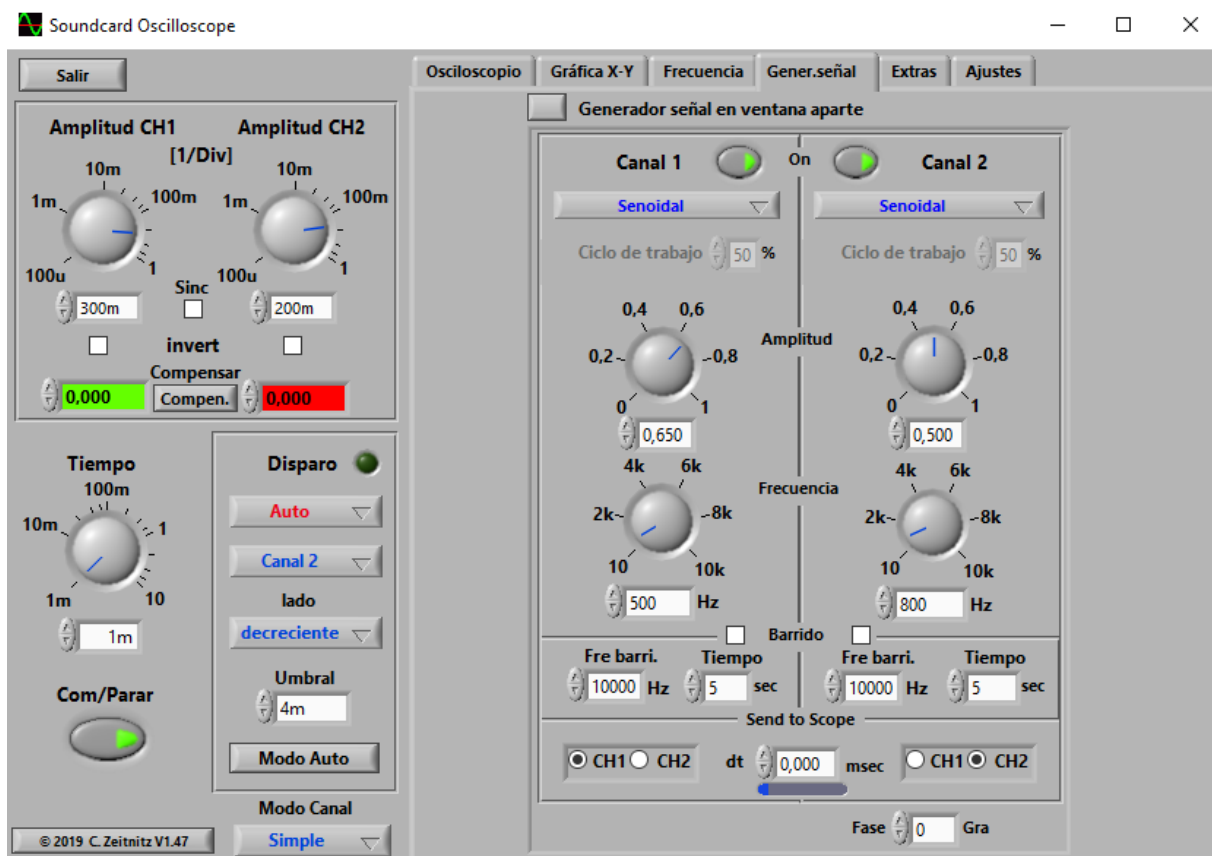 Soundcard Oscilloscope
Salir
Osciloscopio Gráfica X-Y Frecuencia Gener.señal Extras Ajustes
Generador señal en ventana aparte
Amplitud CH1 Amplitud CH2
[1/Div]
10m 10m
1m 100m 1m 100m
100u 1 100u 1
Sinc
300m 200m
invert
Compensar
0,000 Compen. 0,000
Tiempo
100m
10m 1
1m 10
1m
Com/Parar
Disparo
Auto
Canal 2
lado
decreciente
Umbral
4m
Modo Auto
Modo Canal
Simple
© 2019 C. Zeitnitz V1.47
Canal 1 On Canal 2
Senoidal Senoidal
Ciclo de trabajo 50 % Ciclo de trabajo 50 %
0,4 0,6 0,4 0,6
Amplitud
0,2 0,8 0,2 0,8
0 1 0 1
0,650 0,500
4k 6k 4k 6k
Frecuencia
2k 8k 2k 8k
10 10k 10 10k
500 Hz 800 Hz
Barrido
Fre barri. Tiempo Fre barri. Tiempo
10000 Hz 5 sec 10000 Hz 5 sec
Send to Scope
CH1 CH2 dt 0,000 msec CH1 CH2
Fase 0 Gra